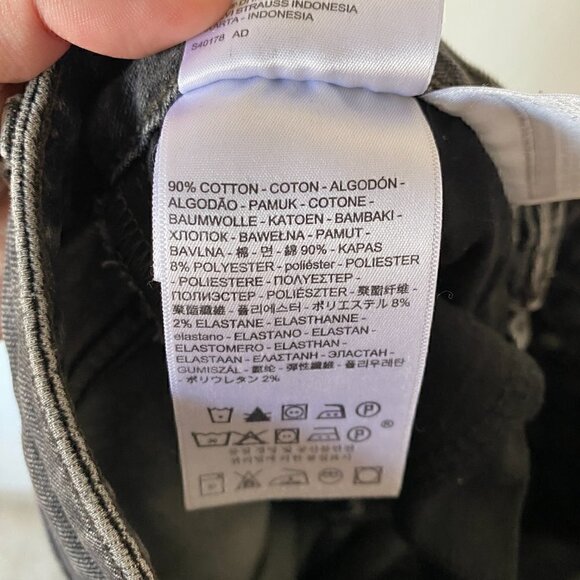 STRAUSS INDONESIA
JAKARTA - INDONESIA
S40178 AD
90% COTTON - COTON - ALGODÓN -
ALGODÃO - PAMUK - COTONE -
BAUMWOLLE - KATOEN - BAMBAKI -
ХЛОПОК - BAWEŁNA - PAMUT -
BAVLNA - 棉 - 면 - 綿 90% - KAPAS
8% POLYESTER - poliéster - POLIESTER
- POLIESTERE - ΠΟΛΥΕΣΤΕΡ -
ПОЛИЭСТЕР - POLIÉSZTER - 聚酯纤维 -
聚酯纖維 - 폴리에스터 - ポリエステル 8%
2% ELASTANE - ÉLASTHANNE -
elastano - ELASTANO - ELASTAN -
ELASTOMERO - ELASTHAN -
ELASTAAN - ΕΛΑΣΤΑΝΗ - ЭЛАСТАН -
GUMISZÁL - 氨纶 - 弾性纖維 - 폴리우레탄
ポリウレタン 2%
P
P
®